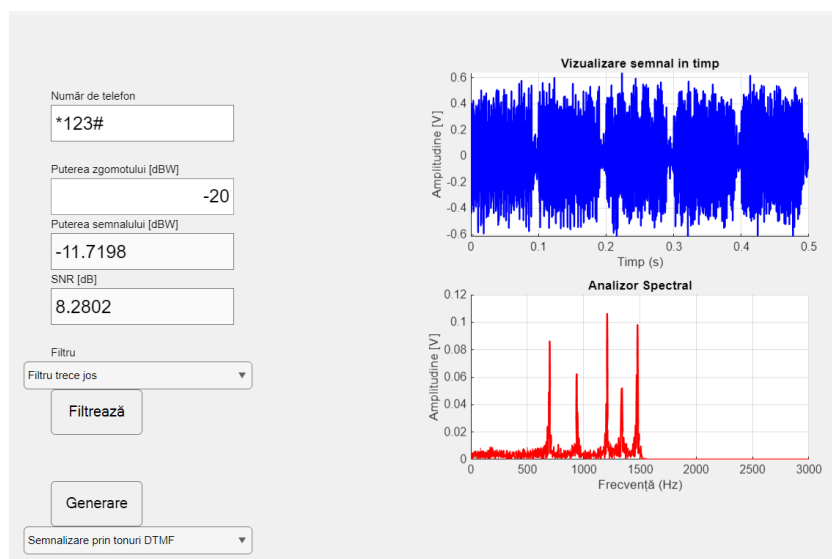 Număr de telefon
*123#
Puterea zgomotului [dBW]
-20
Puterea semnalului [dBW]
-11.7198
SNR [dB]
8.2802
Filtru
Filtru trece jos
Filtrează
Generare
Semnalizare prin tonuri DTMF
Vizualizare semnal in timp
Amplitudine [V]
0.6
0.4
0.2
0
-0.2
-0.4
-0.6
0 0.1 0.2 0.3 0.4 0.5
Timp (s)
Analizor Spectral
Amplitudine [V]
0.12
0.1
0.08
0.06
0.04
0.02
0
0 500 1000 1500 2000 2500 3000
Frecvență (Hz)